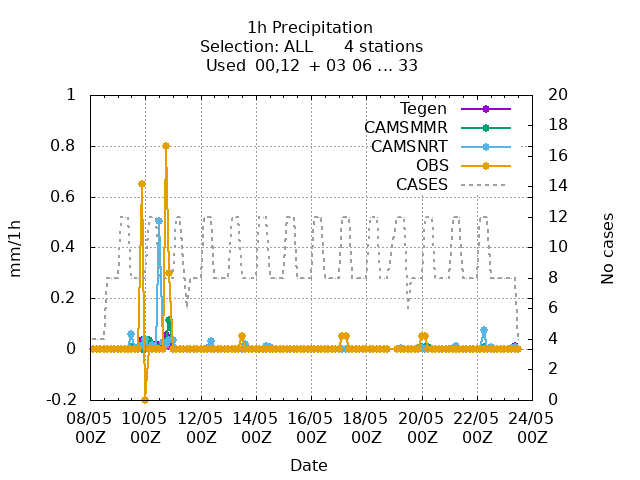 1h Precipitation
Selection: ALL 4 stations
Used 00,12 + 03 06 ... 33
1 20
Tegen 18
CAMSMMR
0.8 CAMSNRT 16
OBS
14
0.6 CASES
12
0.4 10
8
0.2
6
0 4
2
-0.2 0
mm/1h
No cases
08/05 10/05 12/05 14/05 16/05 18/05 20/05 22/05 24/05
00Z 00Z 00Z 00Z 00Z 00Z 00Z 00Z 00Z
Date